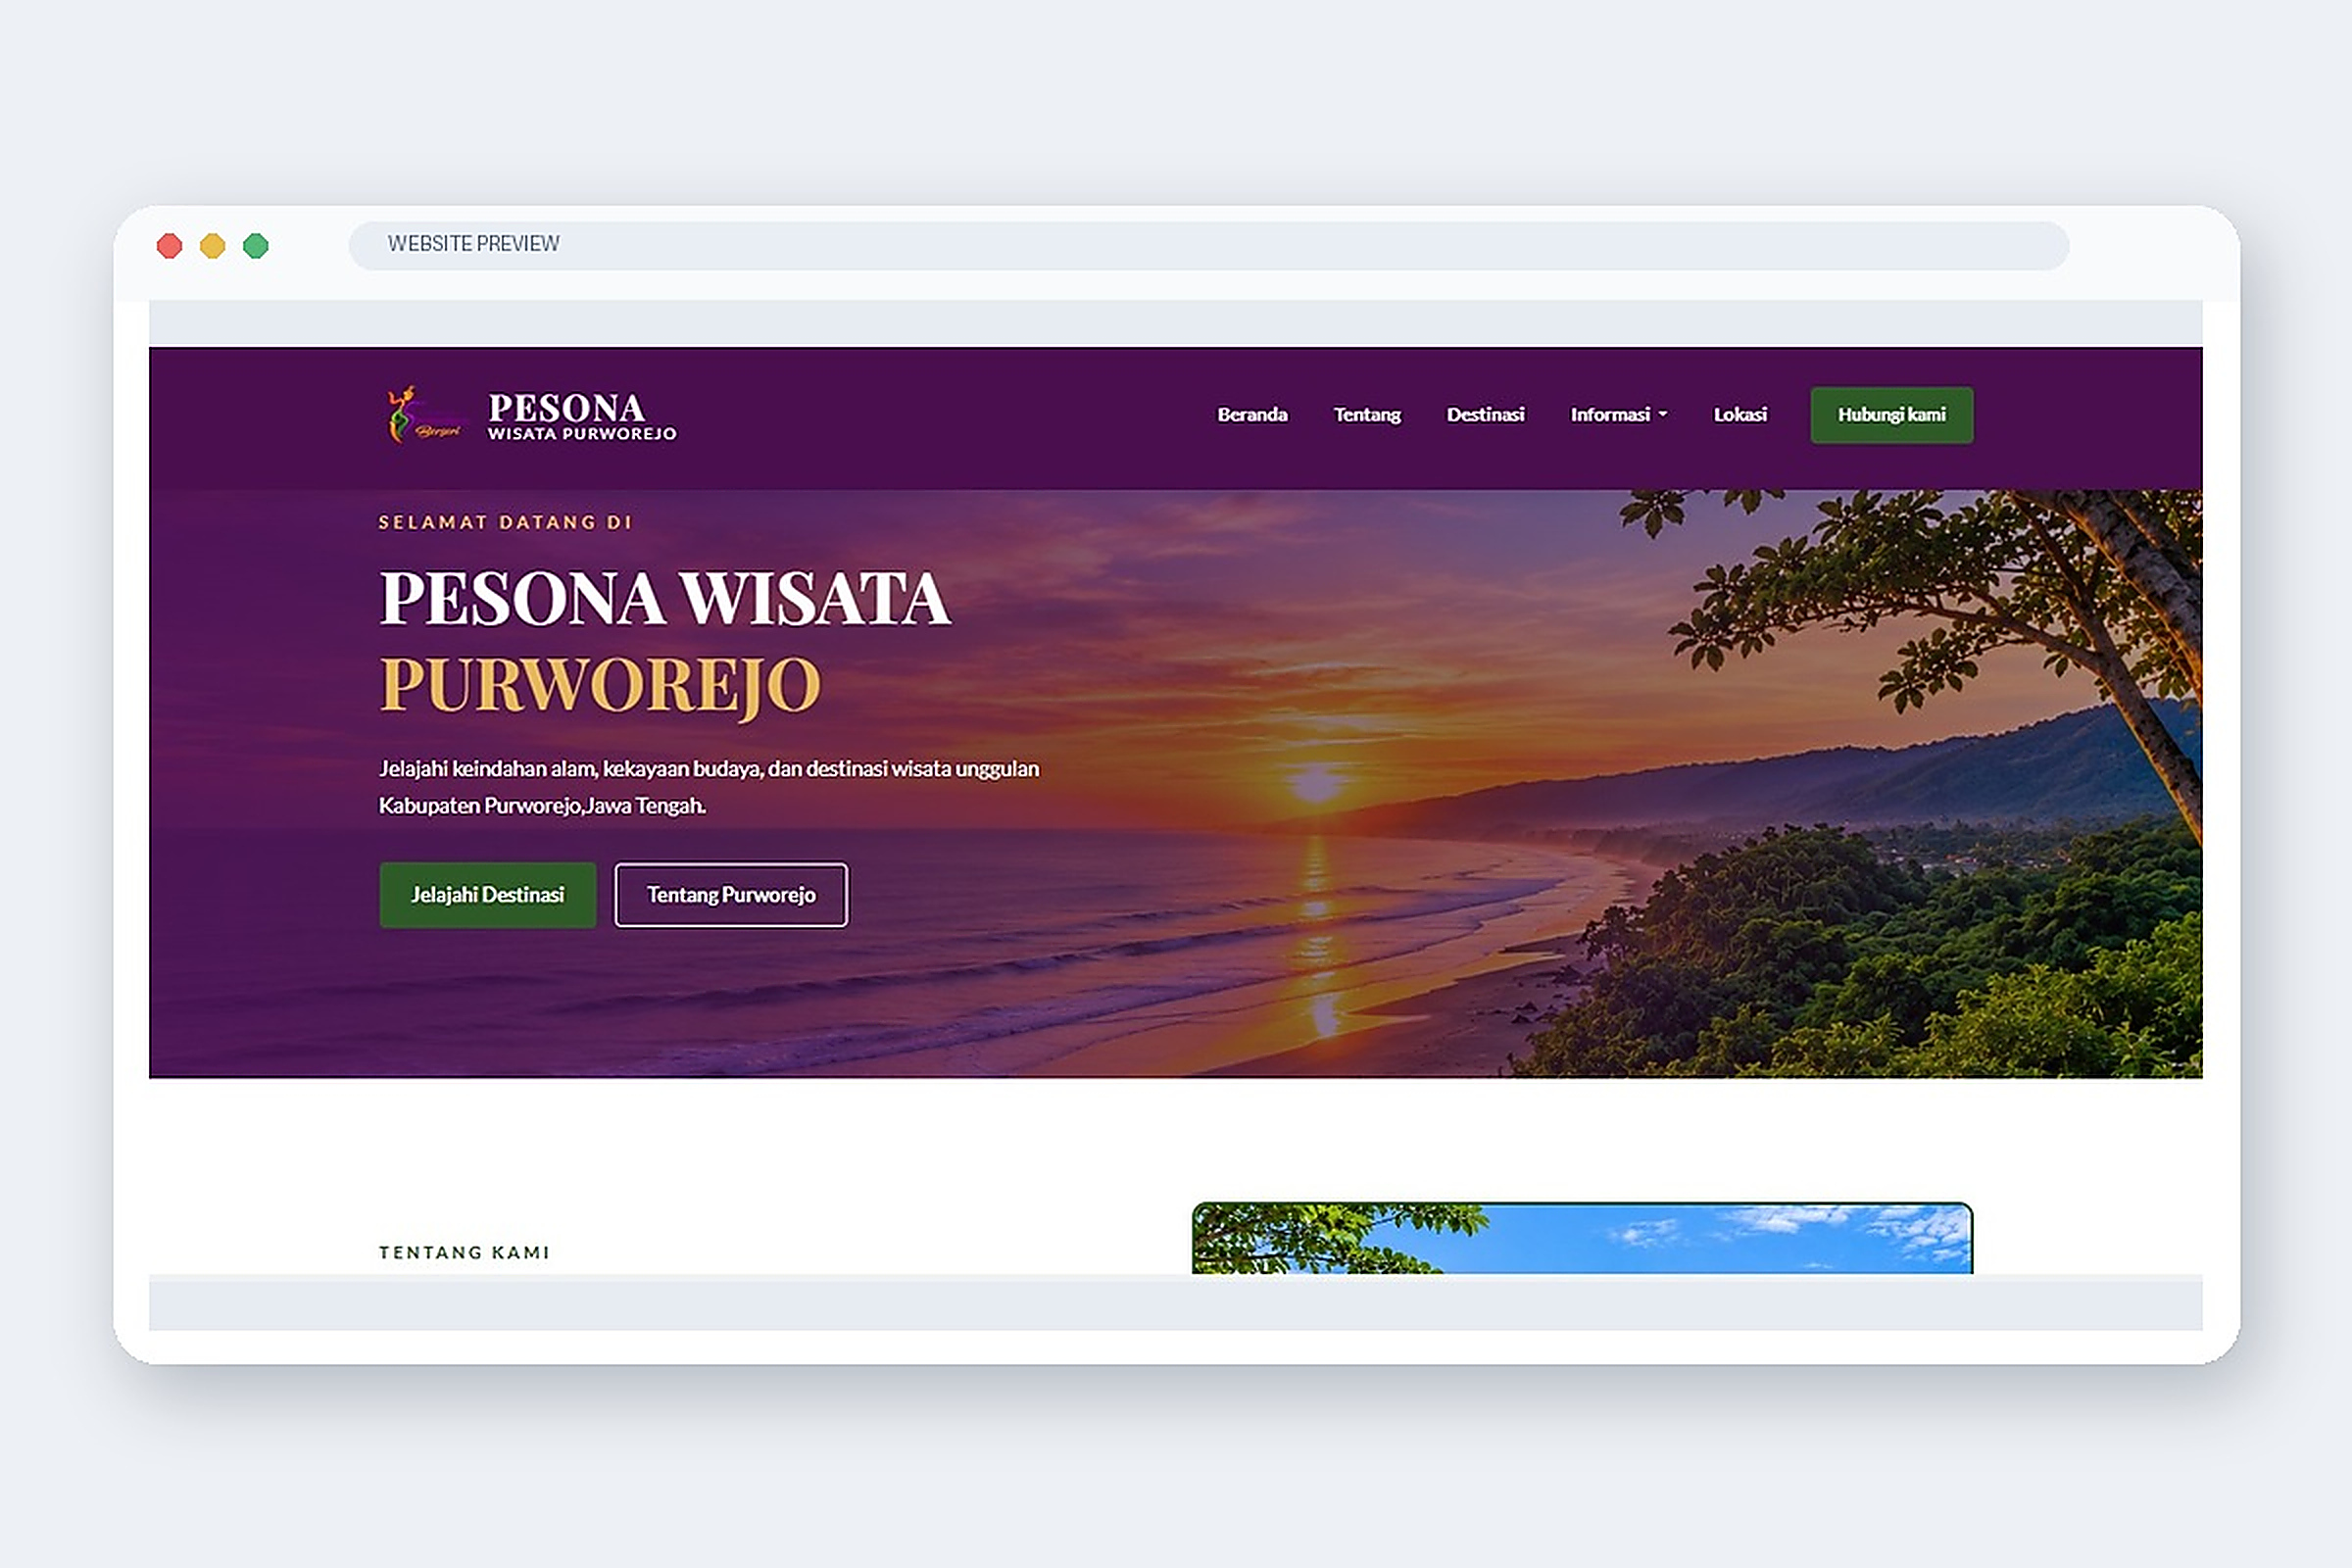 WEBSITE PREVIEW
Bergeri
PESONA
WISATA PURWOREJO
Beranda
Tentang
Destinasi
Informasi
Lokasi
Hubungi kami
SELAMAT DATANG DI
PESONA WISATA
PURWOREJO
Jelajahi keindahan alam, kekayaan budaya, dan destinasi wisata unggulan
Kabupaten Purworejo,Jawa Tengah.
Jelajahi Destinasi
Tentang Purworejo
TENTANG KAMI